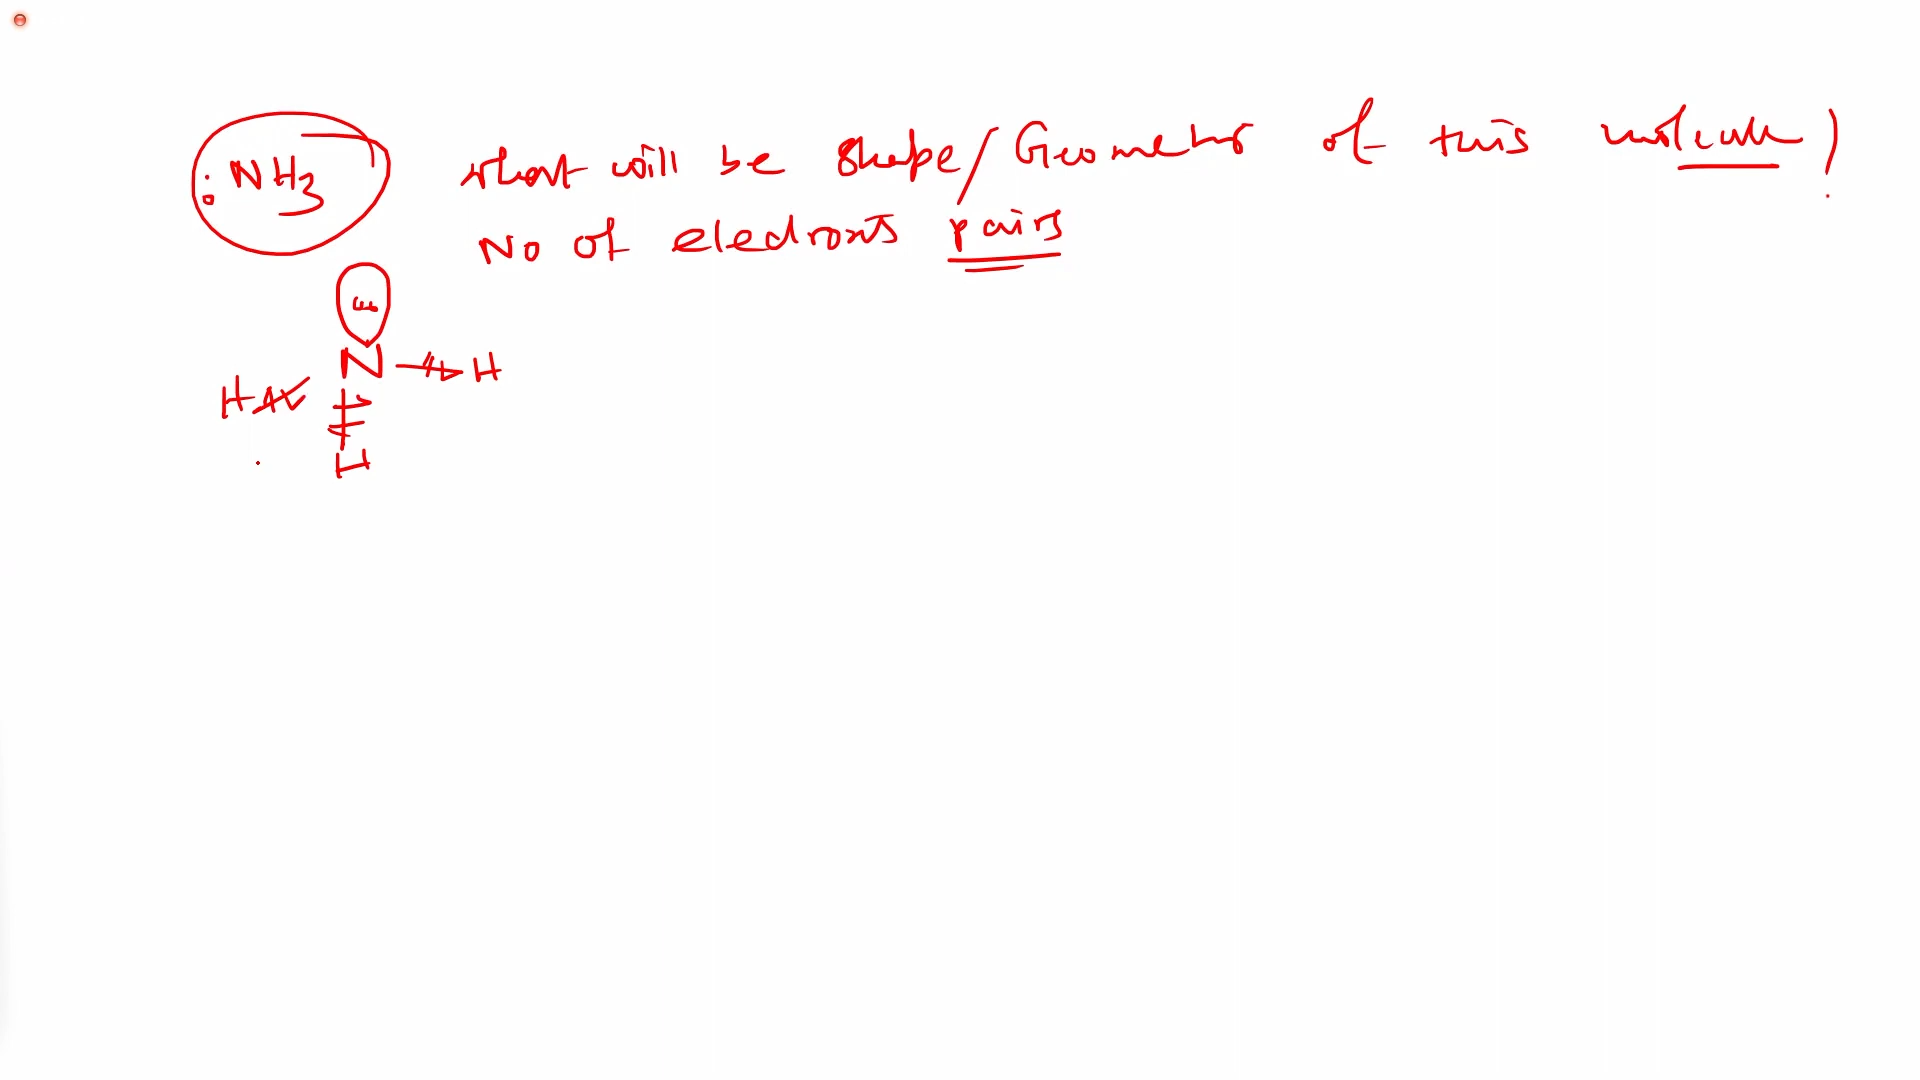 :NH3 what will be shape/Geometry of this molecule?
No of electrons pairs
E
N H
H
H